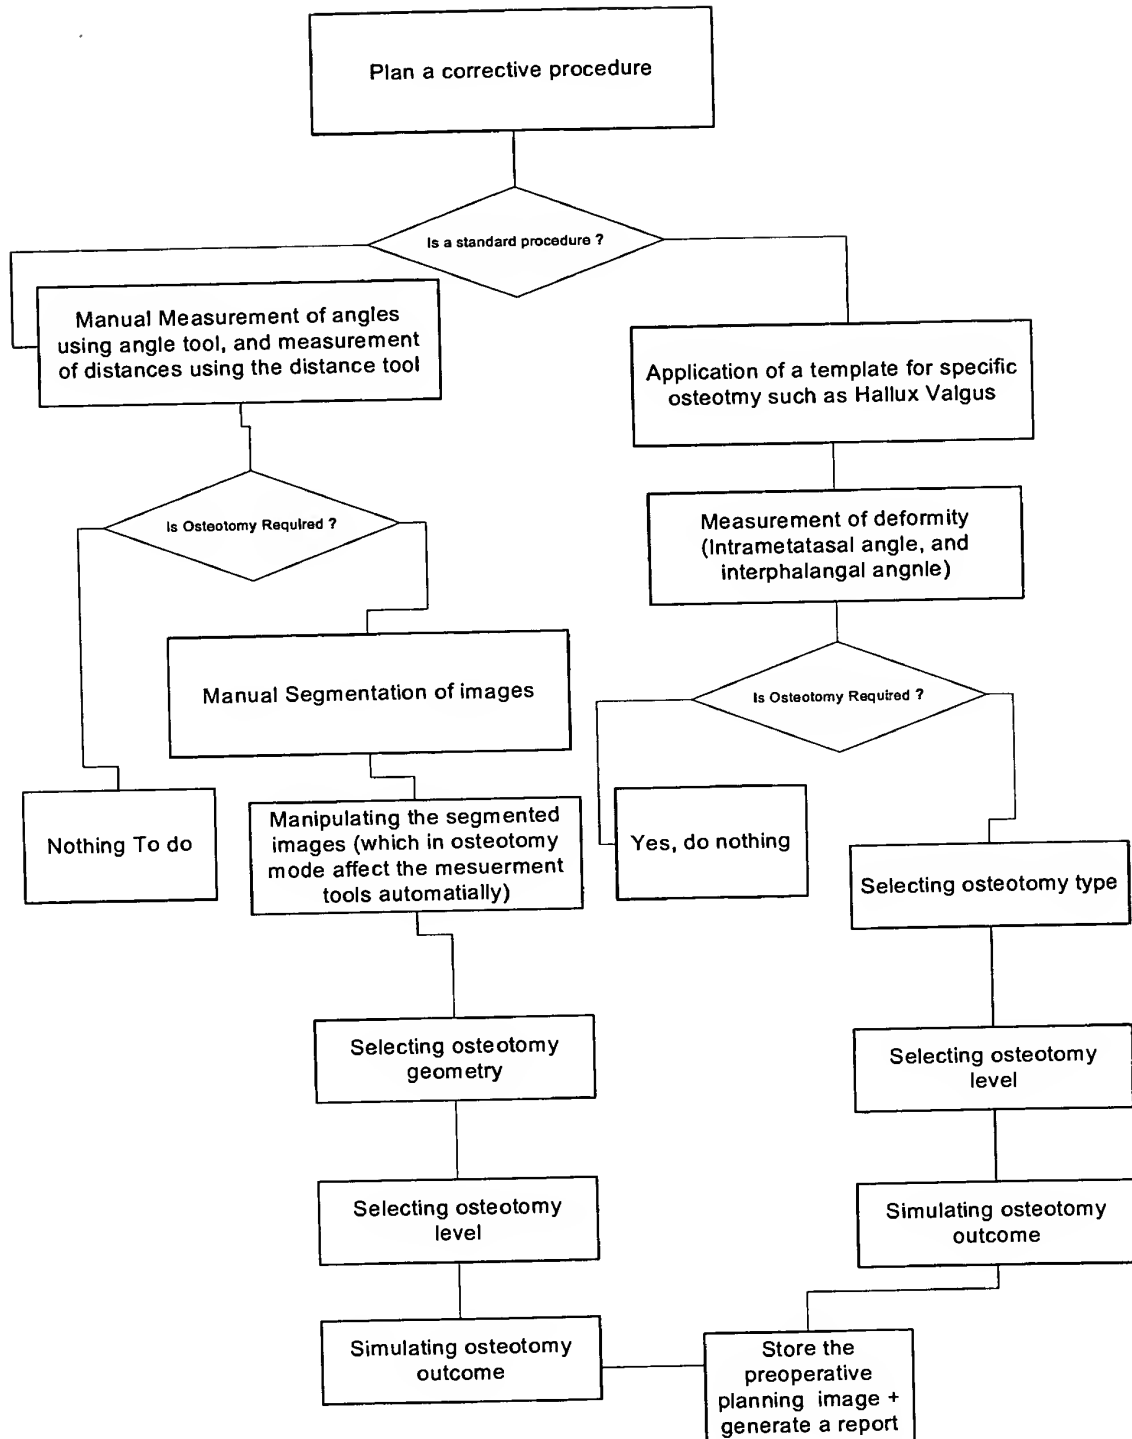 Plan a corrective procedure
Is a standard procedure ?
Manual Measurement of angles
using angle tool, and measurement
of distances using the distance tool
Application of a template for specific
osteotmy such as Hallux Valgus
Is Osteotomy Required ?
Measurement of deformity
(Intrametatasal angle, and
interphalangal angnle)
Manual Segmentation of images
Is Osteotomy Required ?
Nothing To do
Manipulating the segmented
images (which in osteotomy
mode affect the mesuerment
tools automatially)
Yes, do nothing
Selecting osteotomy type
Selecting osteotomy
geometry
Selecting osteotomy
level
Selecting osteotomy
level
Simulating osteotomy
outcome
Simulating osteotomy
outcome
Store the
preoperative
planning image +
generate a report